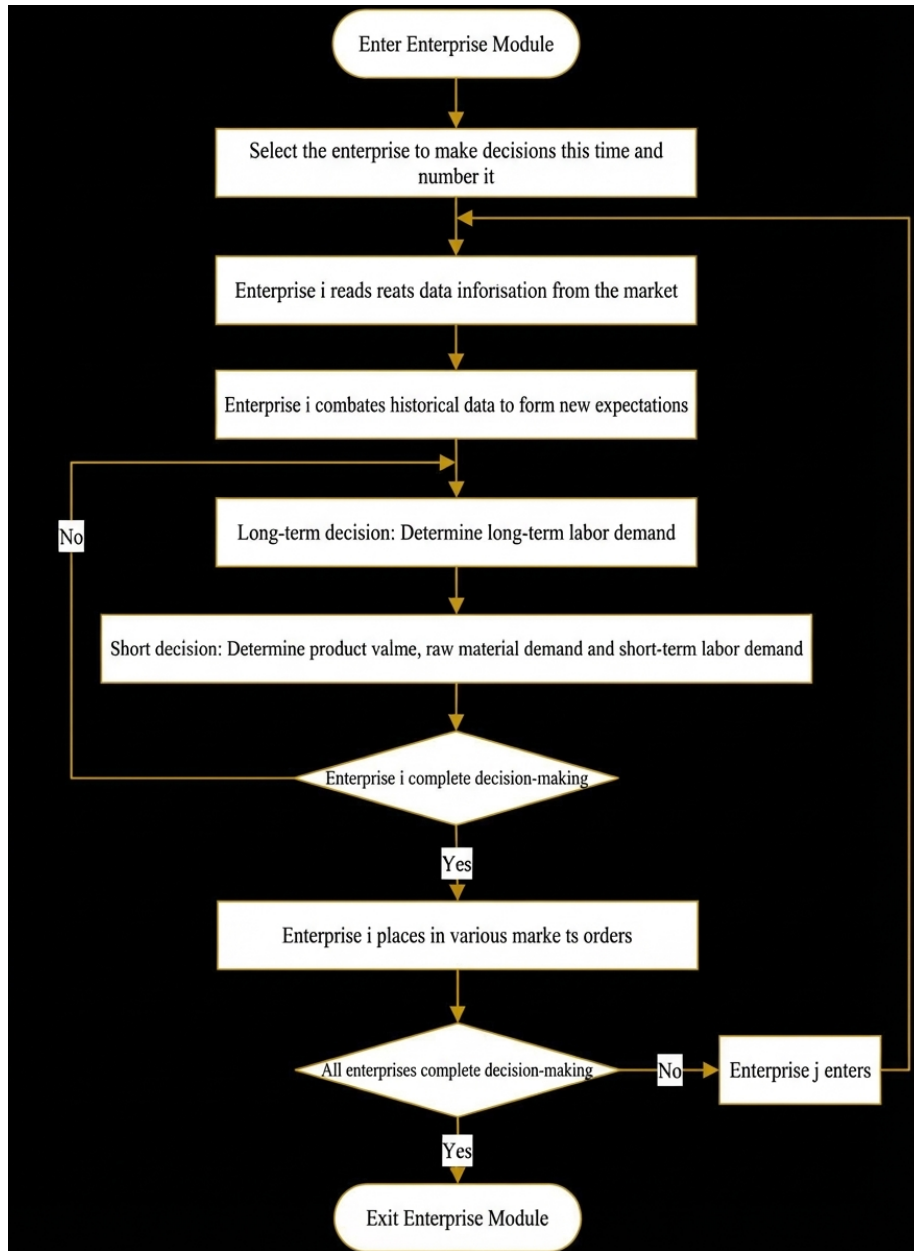 Enter Enterprise Module
Select the enterprise to make decisions this time and
number it
Enterprise i reads reats data inforisation from the market
Enterprise i combates historical data to form new expectations
No
Long-term decision: Determine long-term labor demand
Short decision: Determine product valme, raw material demand and short-term labor demand
Enterprise i complete decision-making
Yes
Enterprise i places in various marke ts orders
All enterprises complete decision-making
No
Enterprise j enters
Yes
Exit Enterprise Module